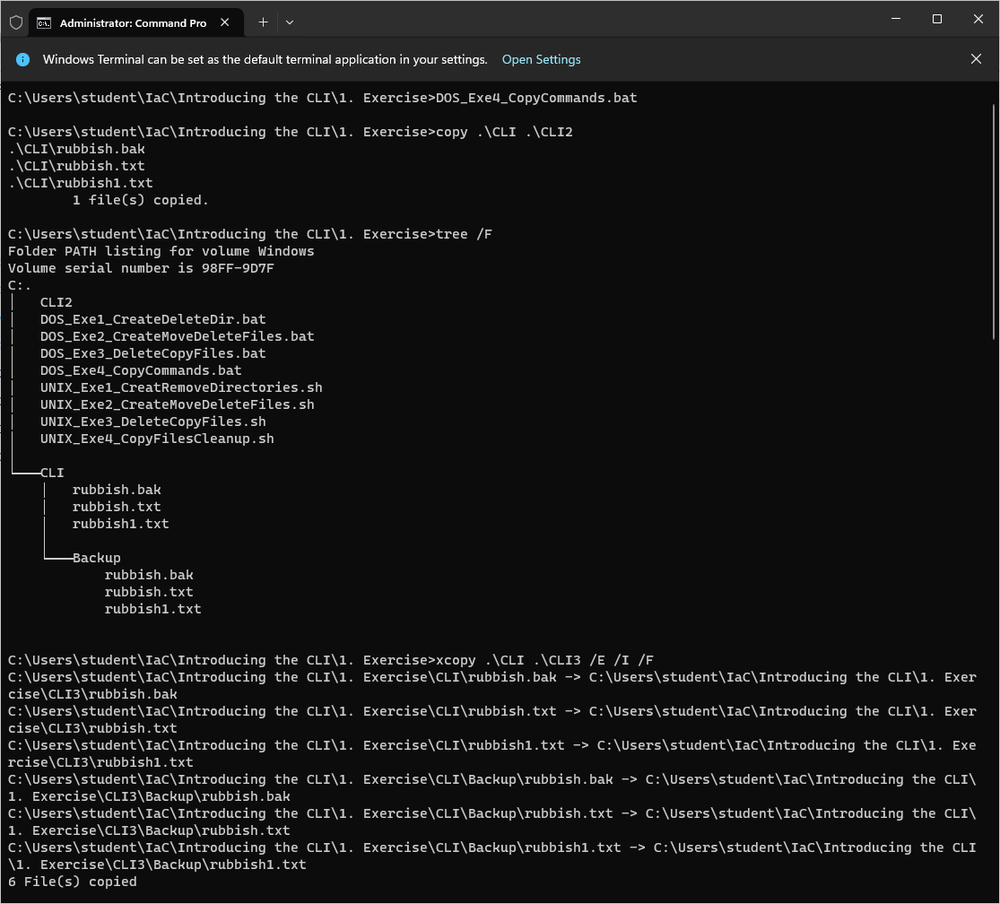 Administrator: Command Pro
Windows Terminal can be set as the default terminal application in your settings. Open Settings
C:\Users\student\IaC\Introducing the CLI\1. Exercise>DOS_Exe4_CopyCommands.bat
C:\Users\student\IaC\Introducing the CLI\1. Exercise>copy .\CLI .\CLI2
.\CLI\rubbish.bak
.\CLI\rubbish.txt
.\CLI\rubbish1.txt
        1 file(s) copied.
C:\Users\student\IaC\Introducing the CLI\1. Exercise>tree /F
Folder PATH listing for volume Windows
Volume serial number is 98FF-9D7F
C:.
│   CLI2
│   DOS_Exe1_CreateDeleteDir.bat
│   DOS_Exe2_CreateMoveDeleteFiles.bat
│   DOS_Exe3_DeleteCopyFiles.bat
│   DOS_Exe4_CopyCommands.bat
│   UNIX_Exe1_CreatRemoveDirectories.sh
│   UNIX_Exe2_CreateMoveDeleteFiles.sh
│   UNIX_Exe3_DeleteCopyFiles.sh
│   UNIX_Exe4_CopyFilesCleanup.sh
│
└───CLI
    │   rubbish.bak
    │   rubbish.txt
    │   rubbish1.txt
    │
    └───Backup
            rubbish.bak
            rubbish.txt
            rubbish1.txt
C:\Users\student\IaC\Introducing the CLI\1. Exercise>xcopy .\CLI .\CLI3 /E /I /F
C:\Users\student\IaC\Introducing the CLI\1. Exercise\CLI\rubbish.bak -> C:\Users\student\IaC\Introducing the CLI\1. Exer
cise\CLI3\rubbish.bak
C:\Users\student\IaC\Introducing the CLI\1. Exercise\CLI\rubbish.txt -> C:\Users\student\IaC\Introducing the CLI\1. Exer
cise\CLI3\rubbish.txt
C:\Users\student\IaC\Introducing the CLI\1. Exercise\CLI\rubbish1.txt -> C:\Users\student\IaC\Introducing the CLI\1. Exe
rcise\CLI3\rubbish1.txt
C:\Users\student\IaC\Introducing the CLI\1. Exercise\CLI\Backup\rubbish.bak -> C:\Users\student\IaC\Introducing the CLI\
1. Exercise\CLI3\Backup\rubbish.bak
C:\Users\student\IaC\Introducing the CLI\1. Exercise\CLI\Backup\rubbish.txt -> C:\Users\student\IaC\Introducing the CLI\
1. Exercise\CLI3\Backup\rubbish.txt
C:\Users\student\IaC\Introducing the CLI\1. Exercise\CLI\Backup\rubbish1.txt -> C:\Users\student\IaC\Introducing the CLI
\1. Exercise\CLI3\Backup\rubbish1.txt
6 File(s) copied